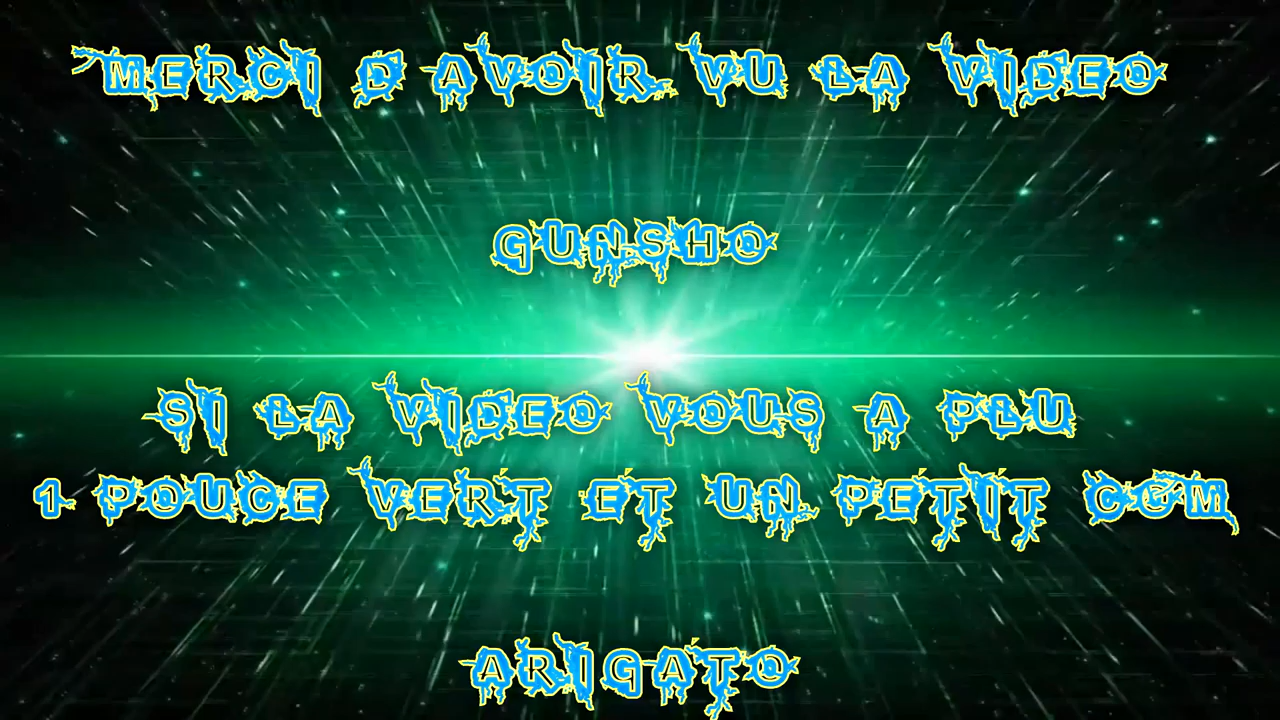 MERCI D AVOIR VU LA VIDEO
GUNSHO
SI LA VIDEO VOUS A PLU
1 POUCE VERT ET UN PETIT COM
ARIGATO